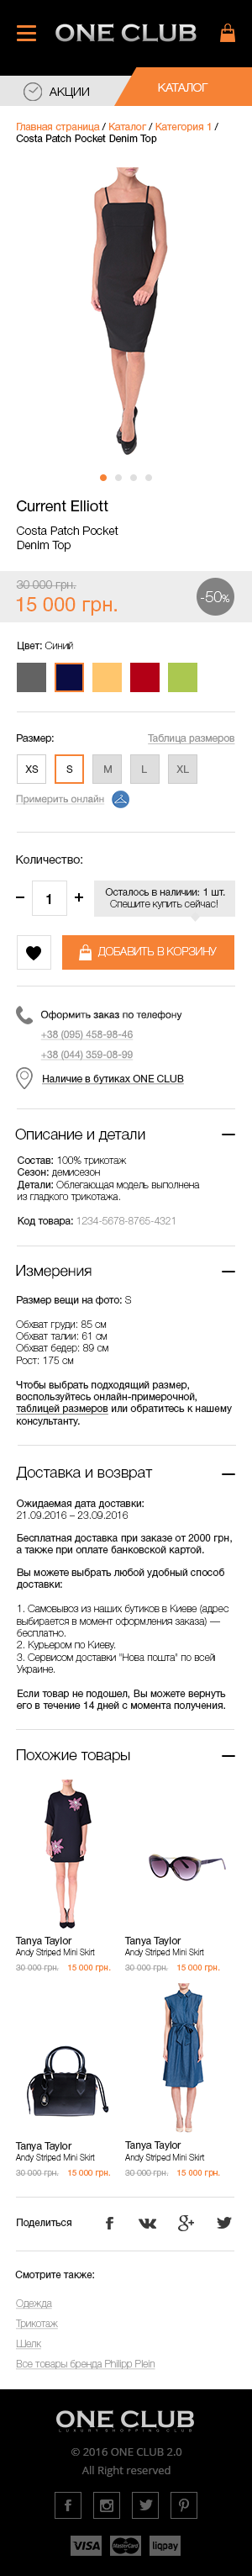 ONE CLUB
АКЦИИ
КАТАЛОГ
Главная страница / Каталог / Категория 1 /
Costa Patch Pocket Denim Top
Current Elliott
Costa Patch Pocket
Denim Top
30 000 грн.
15 000 грн.
-50%
Цвет: Синий
Размер:
Таблица размеров
XS
S
M
L
XL
Примерить онлайн
Количество:
1
Осталось в наличии: 1 шт.
Спешите купить сейчас!
ДОБАВИТЬ В КОРЗИНУ
Оформить заказ по телефону
+38 (095) 458-98-46
+38 (044) 359-08-99
Наличие в бутиках ONE CLUB
Описание и детали
Состав: 100% трикотаж
Сезон: демисезон
Детали: Облегающая модель выполнена
из гладкого трикотажа.
Код товара: 1234-5678-8765-4321
Измерения
Размер вещи на фото: S
Обхват груди: 85 см
Обхват талии: 61 см
Обхват бедер: 89 см
Рост: 175 см
Чтобы выбрать подходящий размер,
воспользуйтесь онлайн-примерочной,
таблицей размеров или обратитесь к нашему
консультанту.
Доставка и возврат
Ожидаемая дата доставки:
21.09.2016 – 23.09.2016
Бесплатная доставка при заказе от 2000 грн,
а также при оплате банковской картой.
Вы можете выбрать любой удобный способ
доставки:
1. Самовывоз из наших бутиков в Киеве (адрес
выбирается в момент оформления заказа) —
бесплатно.
2. Курьером по Киеву.
3. Сервисом доставки "Нова пошта" по всей
Украине.
Если товар не подошел, Вы можете вернуть
его в течение 14 дней с момента получения.
Похожие товары
Tanya Taylor
Andy Striped Mini Skirt
30 000 грн. 15 000 грн.
Tanya Taylor
Andy Striped Mini Skirt
30 000 грн. 15 000 грн.
Tanya Taylor
Andy Striped Mini Skirt
30 000 грн. 15 000 грн.
Tanya Taylor
Andy Striped Mini Skirt
30 000 грн. 15 000 грн.
Поделиться
Смотрите также:
Одежда
Трикотаж
Шелк
Все товары бренда Philipp Plein
ONE CLUB
LUXURY SHOPPING CLUB
© 2016 ONE CLUB 2.0
All Right reserved
VISA
MasterCard
liqpay